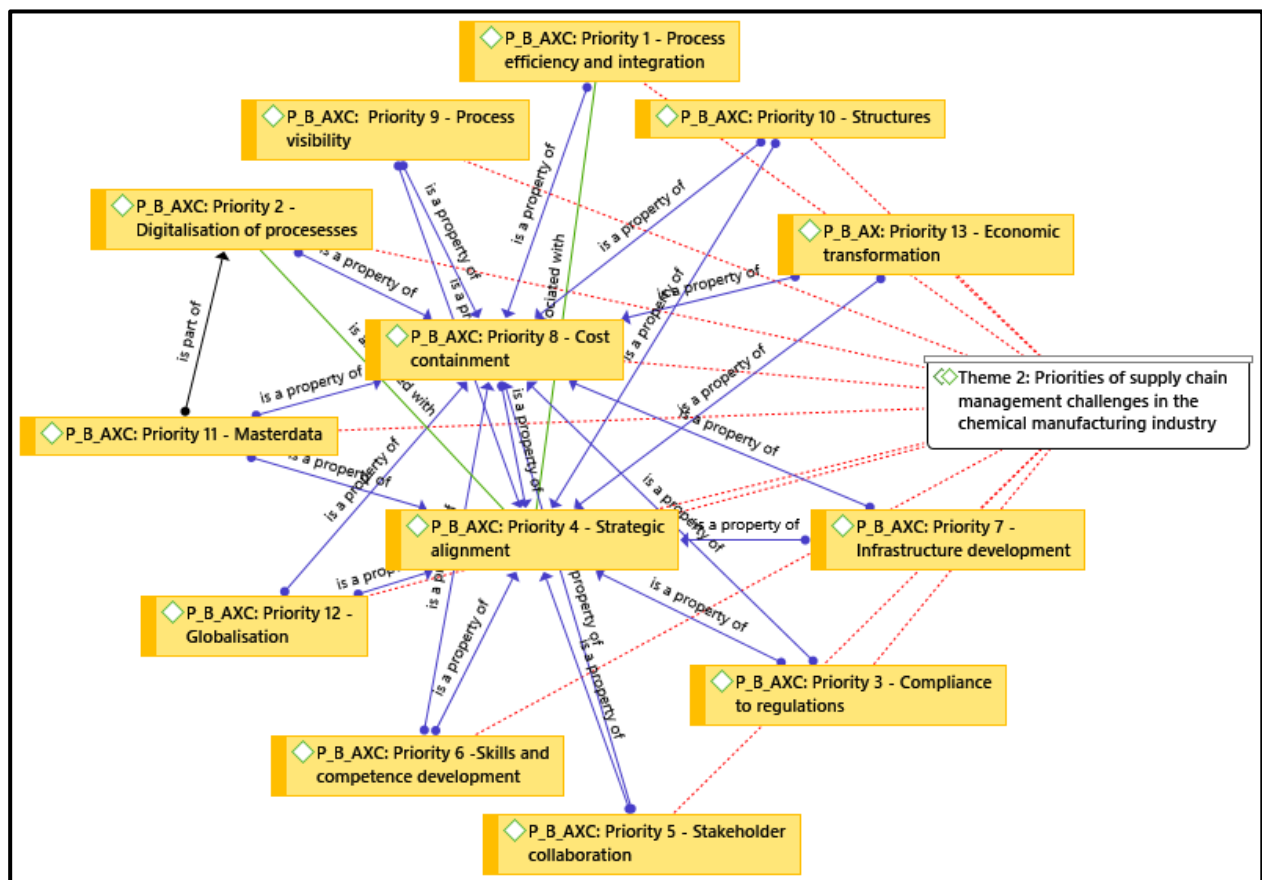 P_B_AXC: Priority 1 - Process
efficiency and integration
P_B_AXC:  Priority 9 - Process
visibility
P_B_AXC: Priority 10 - Structures
P_B_AXC: Priority 2 -
Digitalisation of procesesses
P_B_AX: Priority 13 - Economic
transformation
P_B_AXC: Priority 8 - Cost
containment
Theme 2: Priorities of supply chain
management challenges in the
chemical manufacturing industry
P_B_AXC: Priority 11 - Masterdata
P_B_AXC: Priority 4 - Strategic
alignment
P_B_AXC: Priority 7 -
Infrastructure development
P_B_AXC: Priority 12 -
Globalisation
P_B_AXC: Priority 3 - Compliance
to regulations
P_B_AXC: Priority 6 -Skills and
competence development
P_B_AXC: Priority 5 - Stakeholder
collaboration
is a property of
is a property of
is a property of
is a property of
is a property of
is a property of
is part of
is a property of
is a property of
is a property of
is a property of
is a property of
is a property of
is a property of
is a property of
is a property of
is a property of
is a property of
with